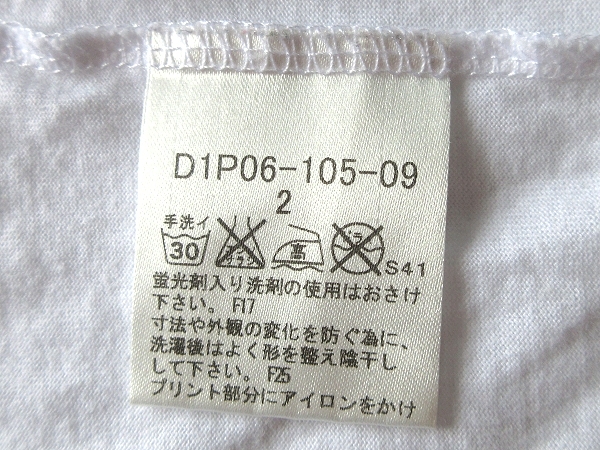 D1P06-105-09
2
手洗イ
30 高 ドライ S41
蛍光剤入り洗剤の使用はおさけ
下さい。 F17
寸法や外観の変化を防ぐ為に、
洗濯後はよく形を整え陰干し
して下さい。 F25
プリント部分にアイロンをかけ